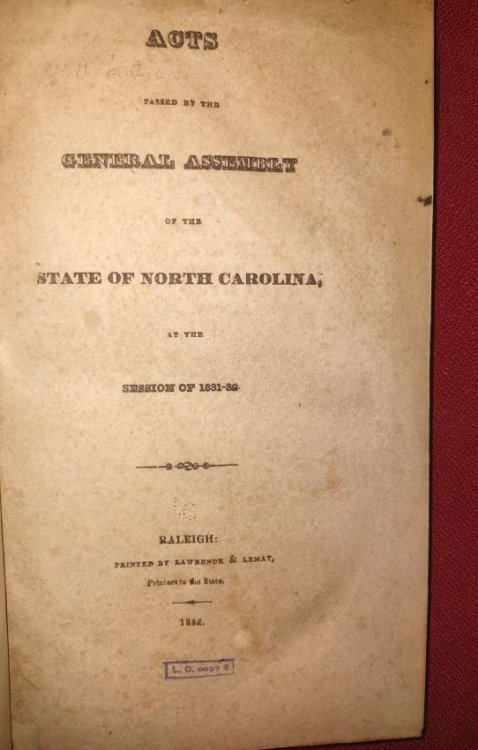 ACTS
PASSED BY THE
GENERAL ASSEMBLY
OF THE
STATE OF NORTH CAROLINA,
AT THE
SESSION OF 1831-32
RALEIGH:
PRINTED BY LAWRENCE & LEMAY,
Printers to the State.
1832.
L. C. copy 2